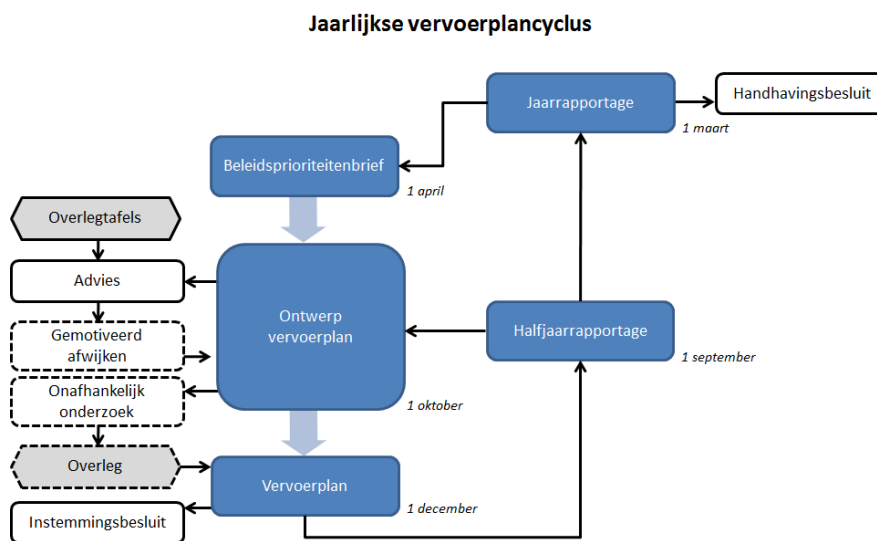 Jaarlijkse vervoerplancyclus
Jaarrapportage
Handhavingsbesluit
1 maart
Beleidsprioriteitenbrief
1 april
Overlegtafels
Advies
Gemotiveerd
afwijken
Ontwerp
vervoerplan
Halfjaarrapportage
1 september
Onafhankelijk
onderzoek
1 oktober
Overleg
Vervoerplan
1 december
Instemmingsbesluit